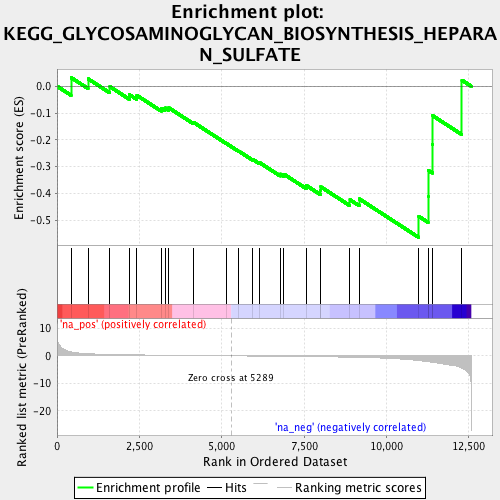 Enrichment plot:
KEGG_GLYCOSAMINOGLYCAN_BIOSYNTHESIS_HEPARA
N_SULFATE
Enrichment score (ES)
0.0
-0.1
-0.2
-0.3
-0.4
-0.5
'na_pos' (positively correlated)
Ranked list metric (PreRanked)
10
0
-10
-20
Zero cross at 5289
'na_neg' (negatively correlated)
0
2,500
5,000
7,500
10,000
12,500
Rank in Ordered Dataset
Enrichment profile
Hits
Ranking metric scores